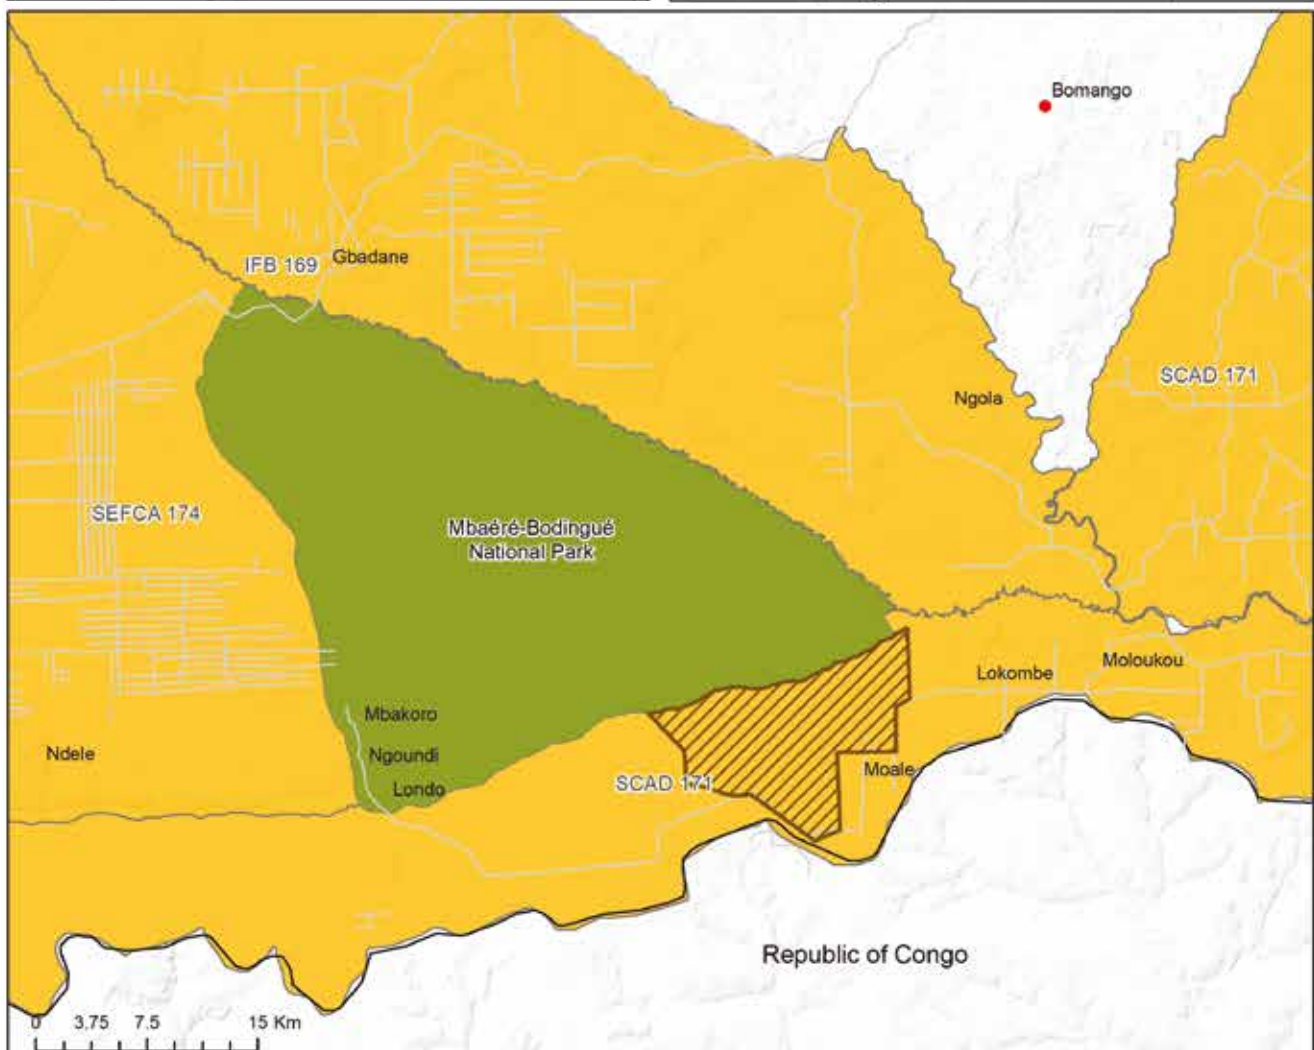 Bomango
IFB 169
Gbadane
SCAD 171
Ngola
SEFCA 174
Mbaéré-Bodingué
National Park
Moloukou
Lokombe
Mbakoro
Ndele
Ngoundi
Moale
SCAD 171
Londo
Republic of Congo
0 3.75 7.5 15 Km